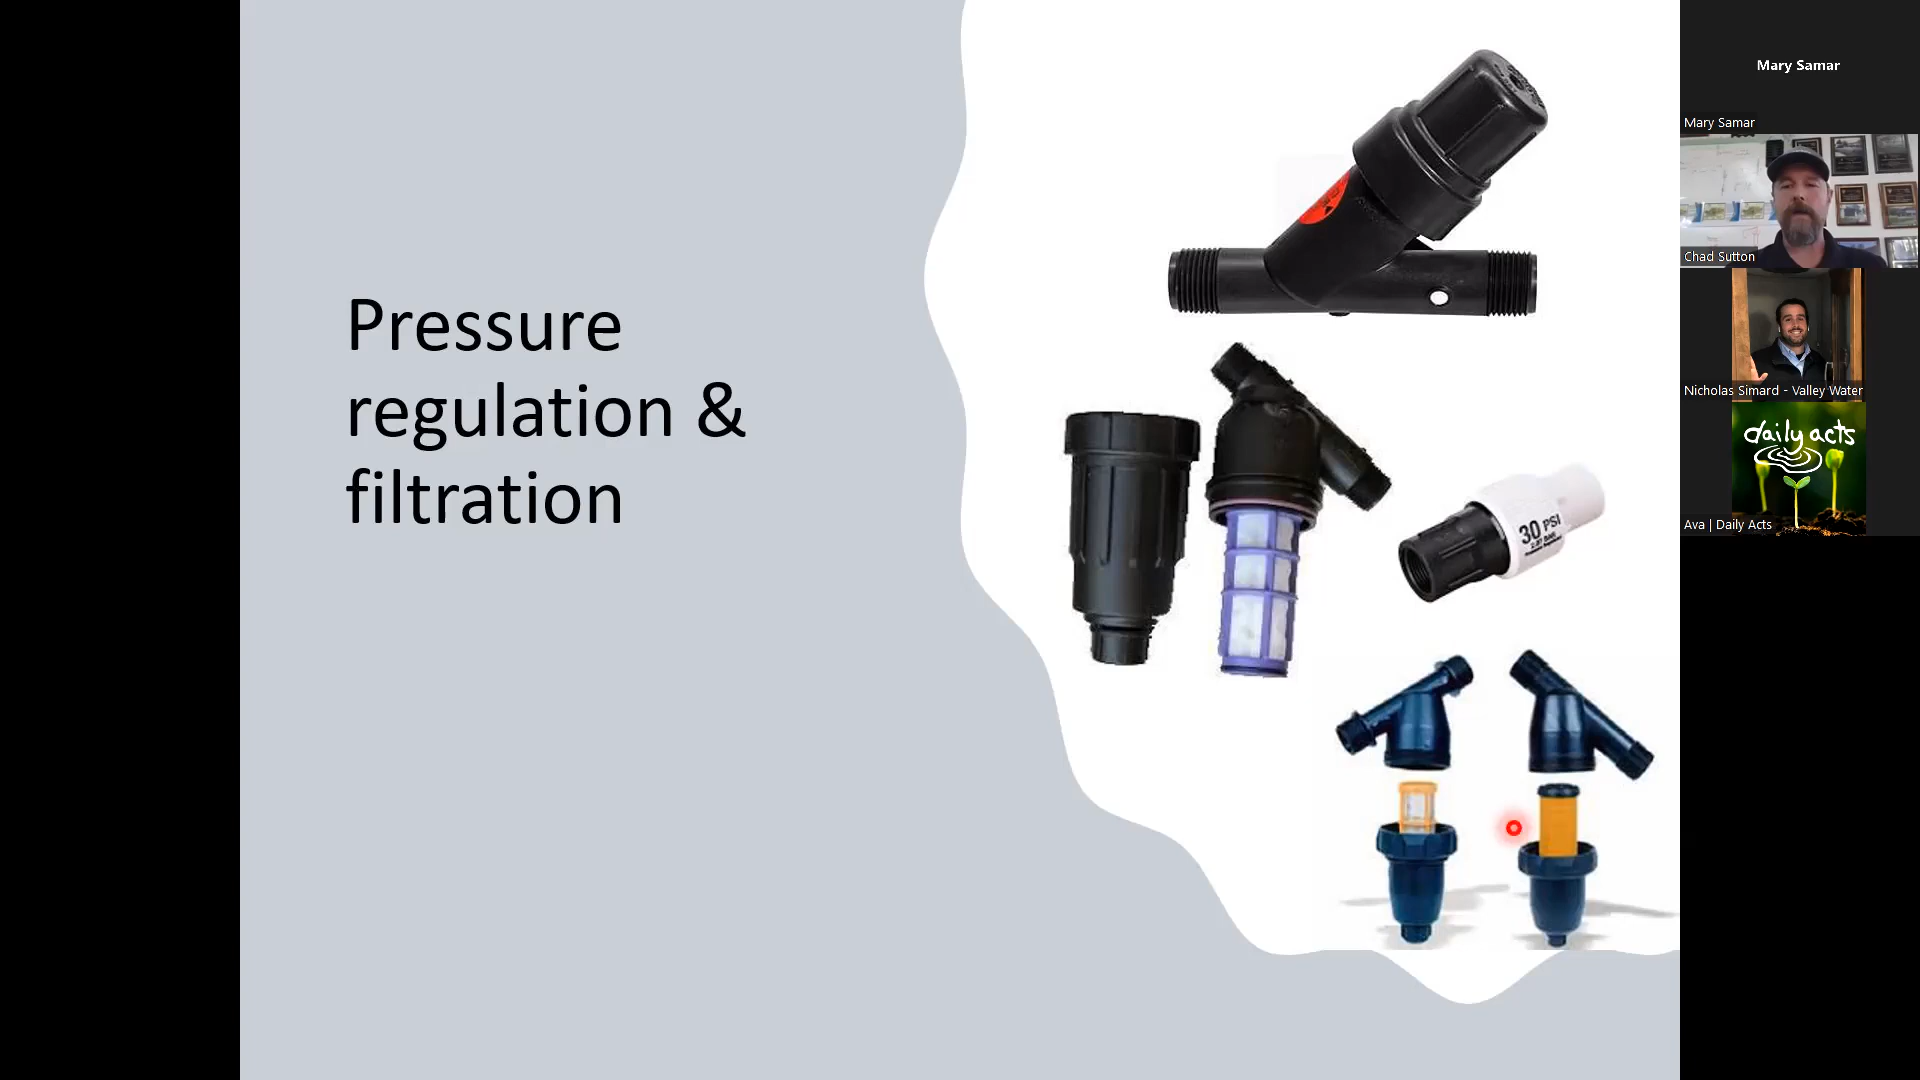 Pressure
regulation &
filtration
30 PSI
Mary Samar
Mary Samar
Chad Sutton
Nicholas Simard - Valley Water
daily acts
Ava | Daily Acts